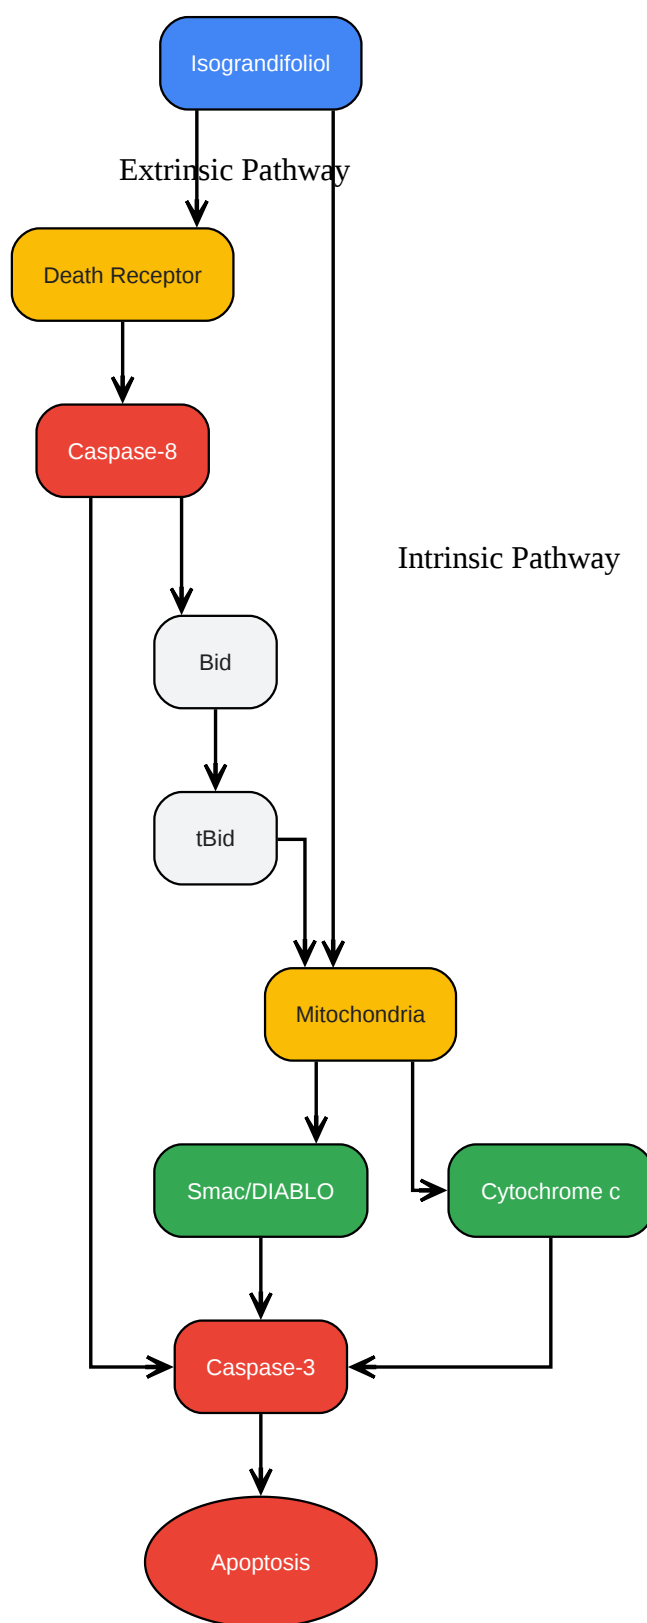 Isograndifoliol
Extrinsic Pathway
Death Receptor
Caspase-8
Intrinsic Pathway
Bid
tBid
Mitochondria
Smac/DIABLO
Cytochrome c
Caspase-3
Apoptosis